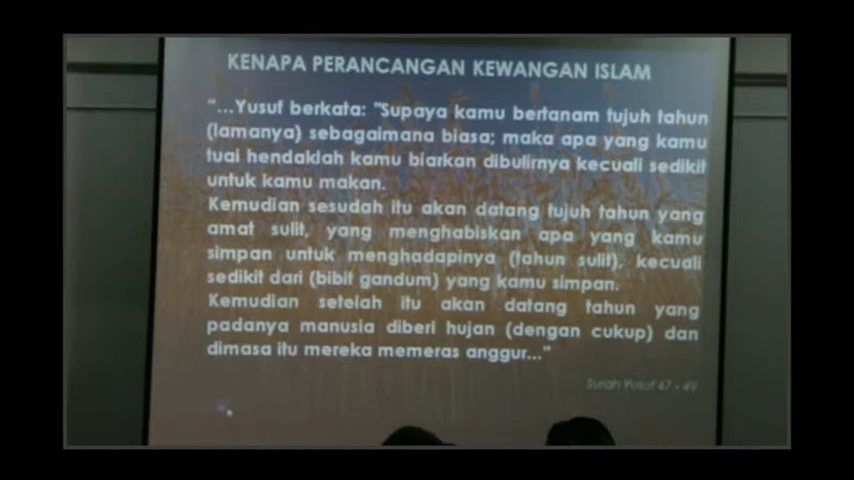 KENAPA PERANCANGAN KEWANGAN ISLAM
"...Yusuf berkata: "Supaya kamu bertanam tujuh tahun
(lamanya) sebagaimana biasa; maka apa yang kamu
tuai hendaklah kamu biarkan dibulirnya kecuali sedikit
untuk kamu makan.
Kemudian sesudah itu akan datang tujuh tahun yang
amat sulit, yang menghabiskan apa yang kamu
simpan untuk menghadapinya (tahun sulit), kecuali
sedikit dari (bibit gandum) yang kamu simpan.
Kemudian setelah itu akan datang tahun yang
padanya manusia diberi hujan (dengan cukup) dan
dimasa itu mereka memeras anggur..."
Surah Yusuf 47 - 49